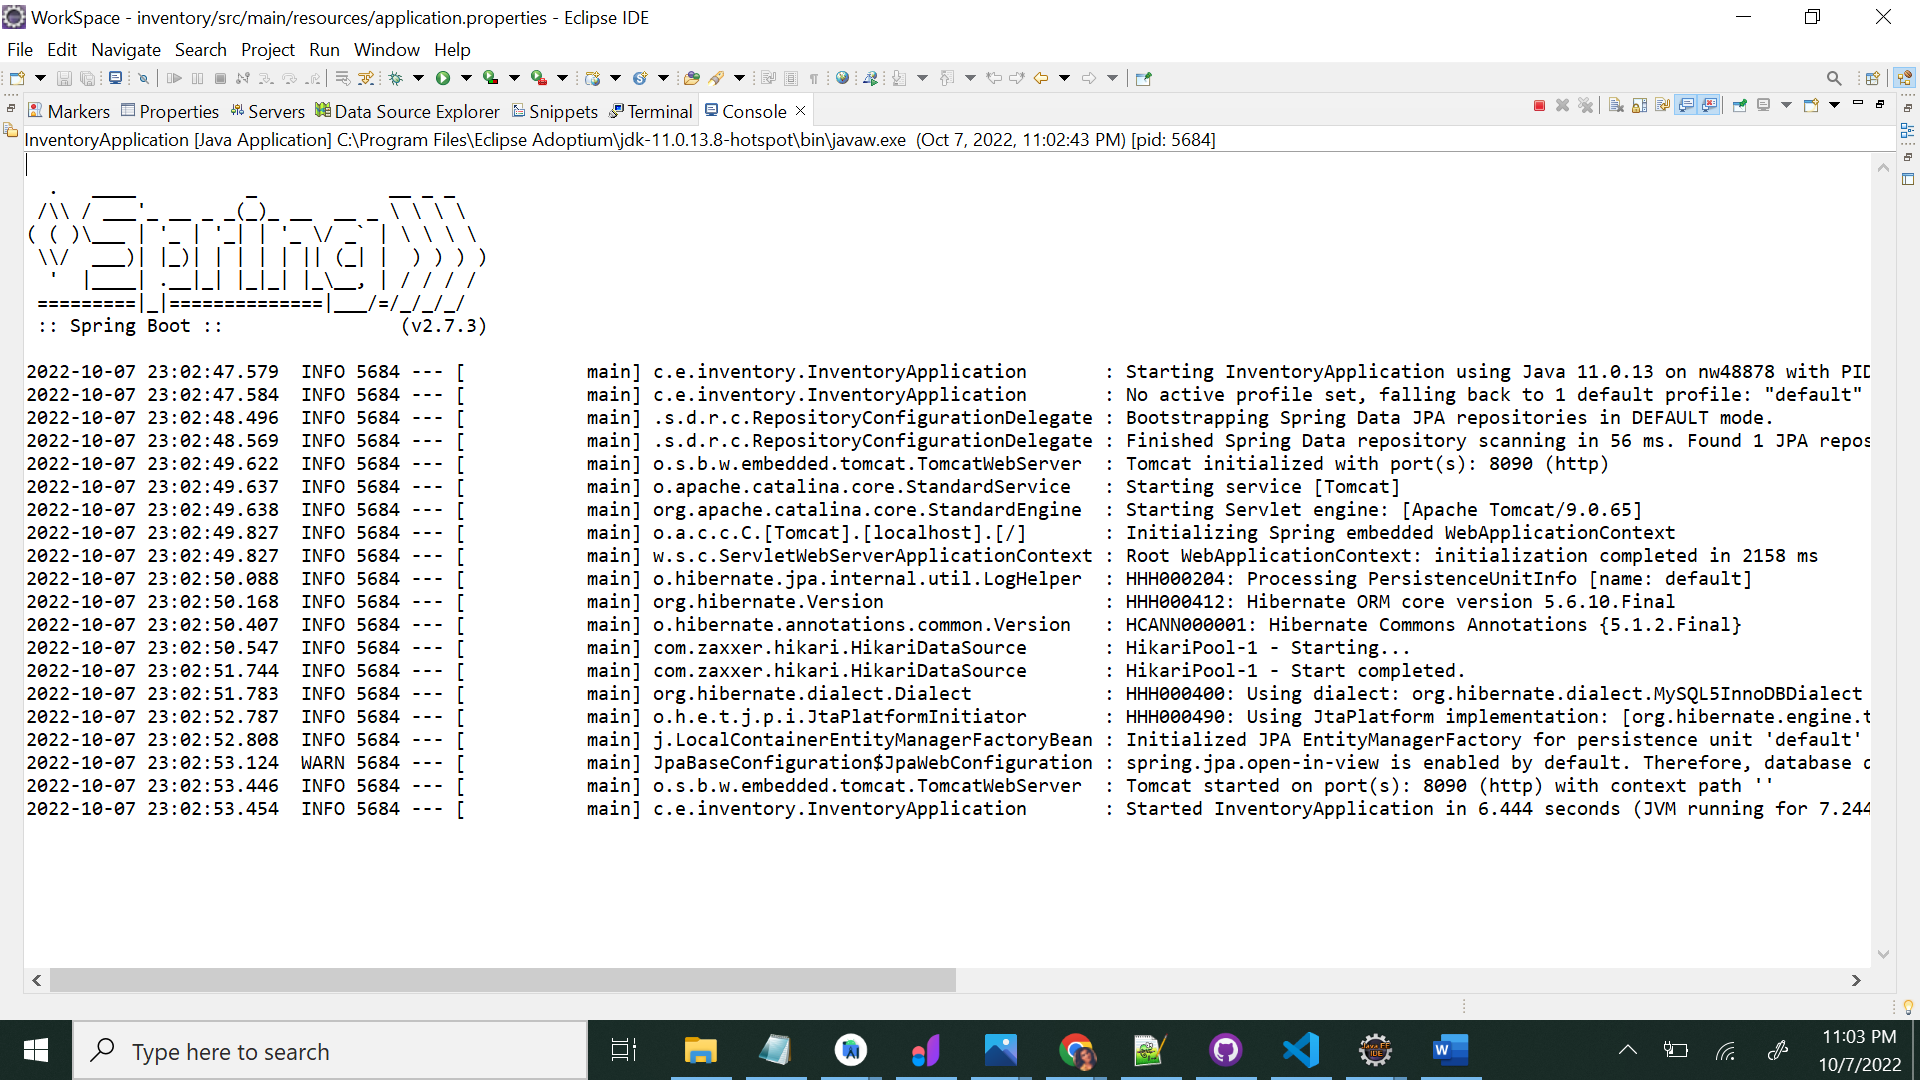 WorkSpace - inventory/src/main/resources/application.properties - Eclipse IDE
File Edit Navigate Search Project Run Window Help
Markers Properties Servers Data Source Explorer Snippets Terminal Console
InventoryApplication [Java Application] C:\Program Files\Eclipse Adoptium\jdk-11.0.13.8-hotspot\bin\javaw.exe (Oct 7, 2022, 11:02:43 PM) [pid: 5684]
  .   ____          _            __ _ _
 /\\ / ___'_ __ _ _(_)_ __  __ _ \ \ \ \
( ( )\___ | '_ | '_| | '_ \/ _` | \ \ \ \
 \\/  ___)| |_)| | | | | || (_| |  ) ) ) )
  '  |____| .__|_| |_|_| |_\__, | / / / /
 =========|_|==============|___/=/_/_/_/
 :: Spring Boot ::                (v2.7.3)
2022-10-07 23:02:47.579  INFO 5684 --- [           main] c.e.inventory.InventoryApplication       : Starting InventoryApplication using Java 11.0.13 on nw48878 with PID
2022-10-07 23:02:47.584  INFO 5684 --- [           main] c.e.inventory.InventoryApplication       : No active profile set, falling back to 1 default profile: "default"
2022-10-07 23:02:48.496  INFO 5684 --- [           main] .s.d.r.c.RepositoryConfigurationDelegate : Bootstrapping Spring Data JPA repositories in DEFAULT mode.
2022-10-07 23:02:48.569  INFO 5684 --- [           main] .s.d.r.c.RepositoryConfigurationDelegate : Finished Spring Data repository scanning in 56 ms. Found 1 JPA repos
2022-10-07 23:02:49.622  INFO 5684 --- [           main] o.s.b.w.embedded.tomcat.TomcatWebServer  : Tomcat initialized with port(s): 8090 (http)
2022-10-07 23:02:49.637  INFO 5684 --- [           main] o.apache.catalina.core.StandardService   : Starting service [Tomcat]
2022-10-07 23:02:49.638  INFO 5684 --- [           main] org.apache.catalina.core.StandardEngine  : Starting Servlet engine: [Apache Tomcat/9.0.65]
2022-10-07 23:02:49.827  INFO 5684 --- [           main] o.a.c.c.C.[Tomcat].[localhost].[/]       : Initializing Spring embedded WebApplicationContext
2022-10-07 23:02:49.827  INFO 5684 --- [           main] w.s.c.ServletWebServerApplicationContext : Root WebApplicationContext: initialization completed in 2158 ms
2022-10-07 23:02:50.088  INFO 5684 --- [           main] o.hibernate.jpa.internal.util.LogHelper  : HHH000204: Processing PersistenceUnitInfo [name: default]
2022-10-07 23:02:50.168  INFO 5684 --- [           main] org.hibernate.Version                    : HHH000412: Hibernate ORM core version 5.6.10.Final
2022-10-07 23:02:50.407  INFO 5684 --- [           main] o.hibernate.annotations.common.Version   : HCANN000001: Hibernate Commons Annotations {5.1.2.Final}
2022-10-07 23:02:50.547  INFO 5684 --- [           main] com.zaxxer.hikari.HikariDataSource       : HikariPool-1 - Starting...
2022-10-07 23:02:51.744  INFO 5684 --- [           main] com.zaxxer.hikari.HikariDataSource       : HikariPool-1 - Start completed.
2022-10-07 23:02:51.783  INFO 5684 --- [           main] org.hibernate.dialect.Dialect            : HHH000400: Using dialect: org.hibernate.dialect.MySQL5InnoDBDialect
2022-10-07 23:02:52.787  INFO 5684 --- [           main] o.h.e.t.j.p.i.JtaPlatformInitiator       : HHH000490: Using JtaPlatform implementation: [org.hibernate.engine.t
2022-10-07 23:02:52.808  INFO 5684 --- [           main] j.LocalContainerEntityManagerFactoryBean : Initialized JPA EntityManagerFactory for persistence unit 'default'
2022-10-07 23:02:53.124  WARN 5684 --- [           main] JpaBaseConfiguration$JpaWebConfiguration : spring.jpa.open-in-view is enabled by default. Therefore, database
2022-10-07 23:02:53.446  INFO 5684 --- [           main] o.s.b.w.embedded.tomcat.TomcatWebServer  : Tomcat started on port(s): 8090 (http) with context path ''
2022-10-07 23:02:53.454  INFO 5684 --- [           main] c.e.inventory.InventoryApplication       : Started InventoryApplication in 6.444 seconds (JVM running for 7.244
Type here to search
11:03 PM
10/7/2022